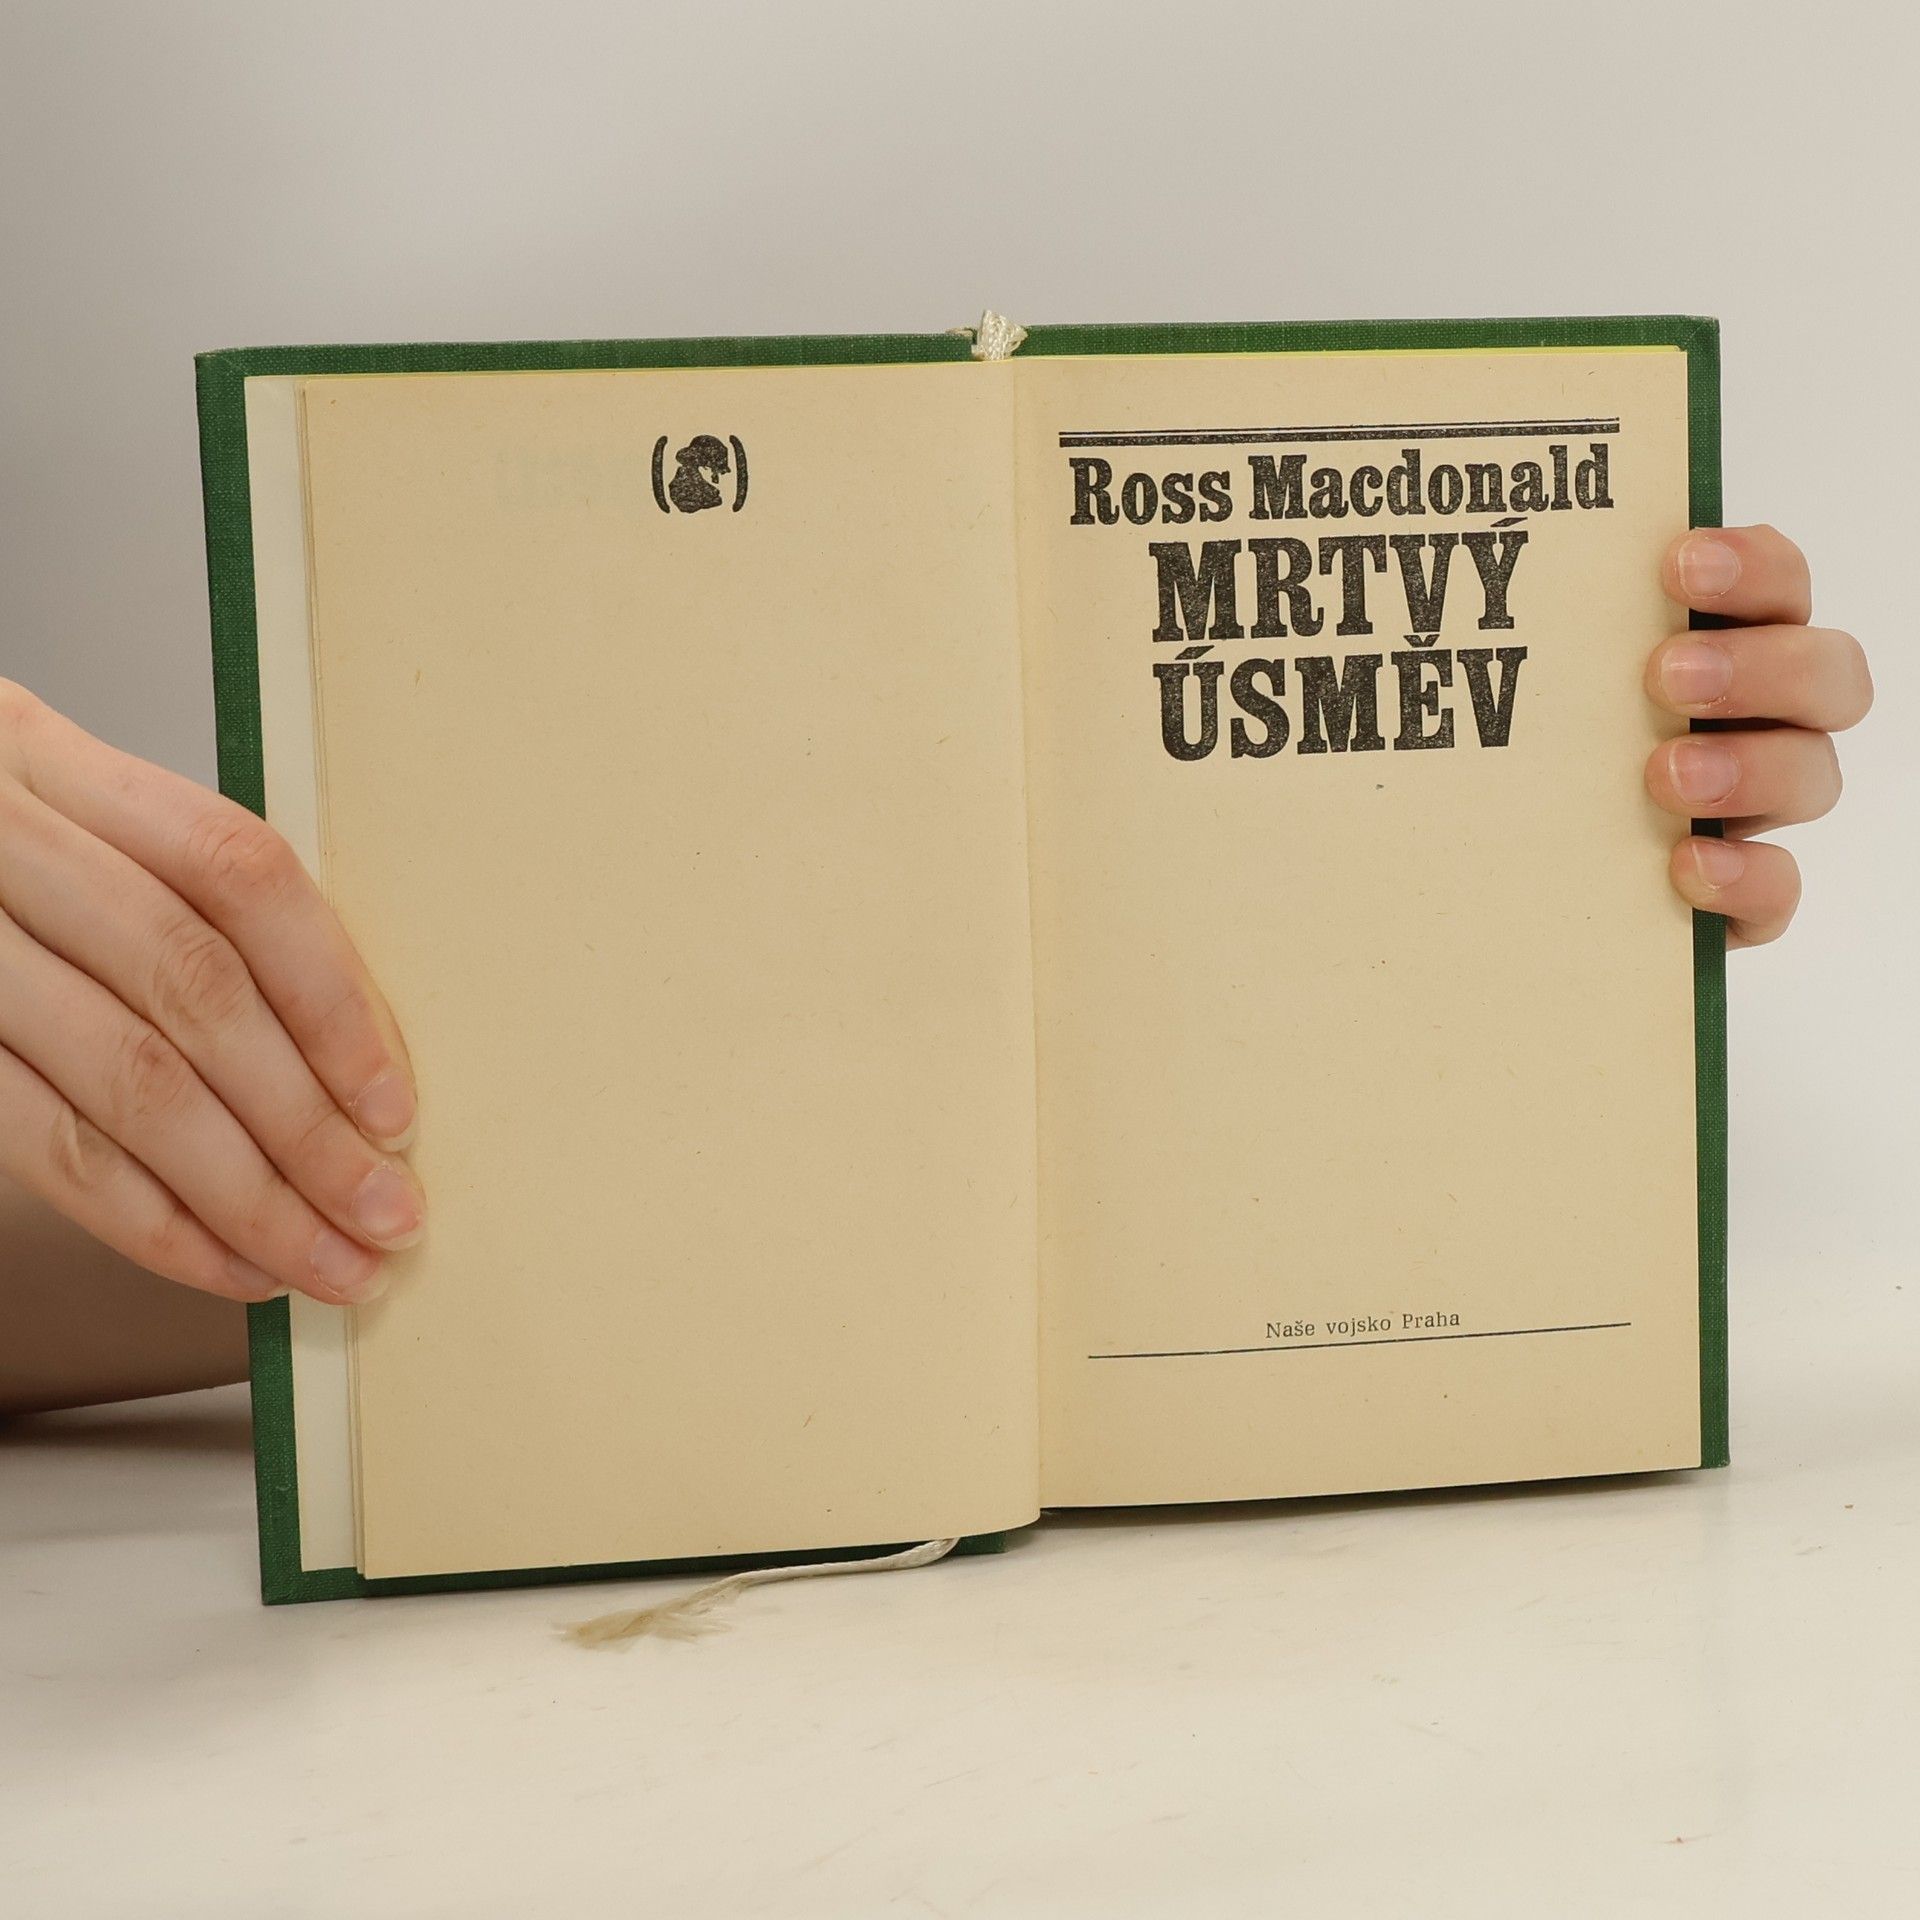 Ross Macdonald
MRTVÝ
ÚSMĚV
Naše vojsko Praha